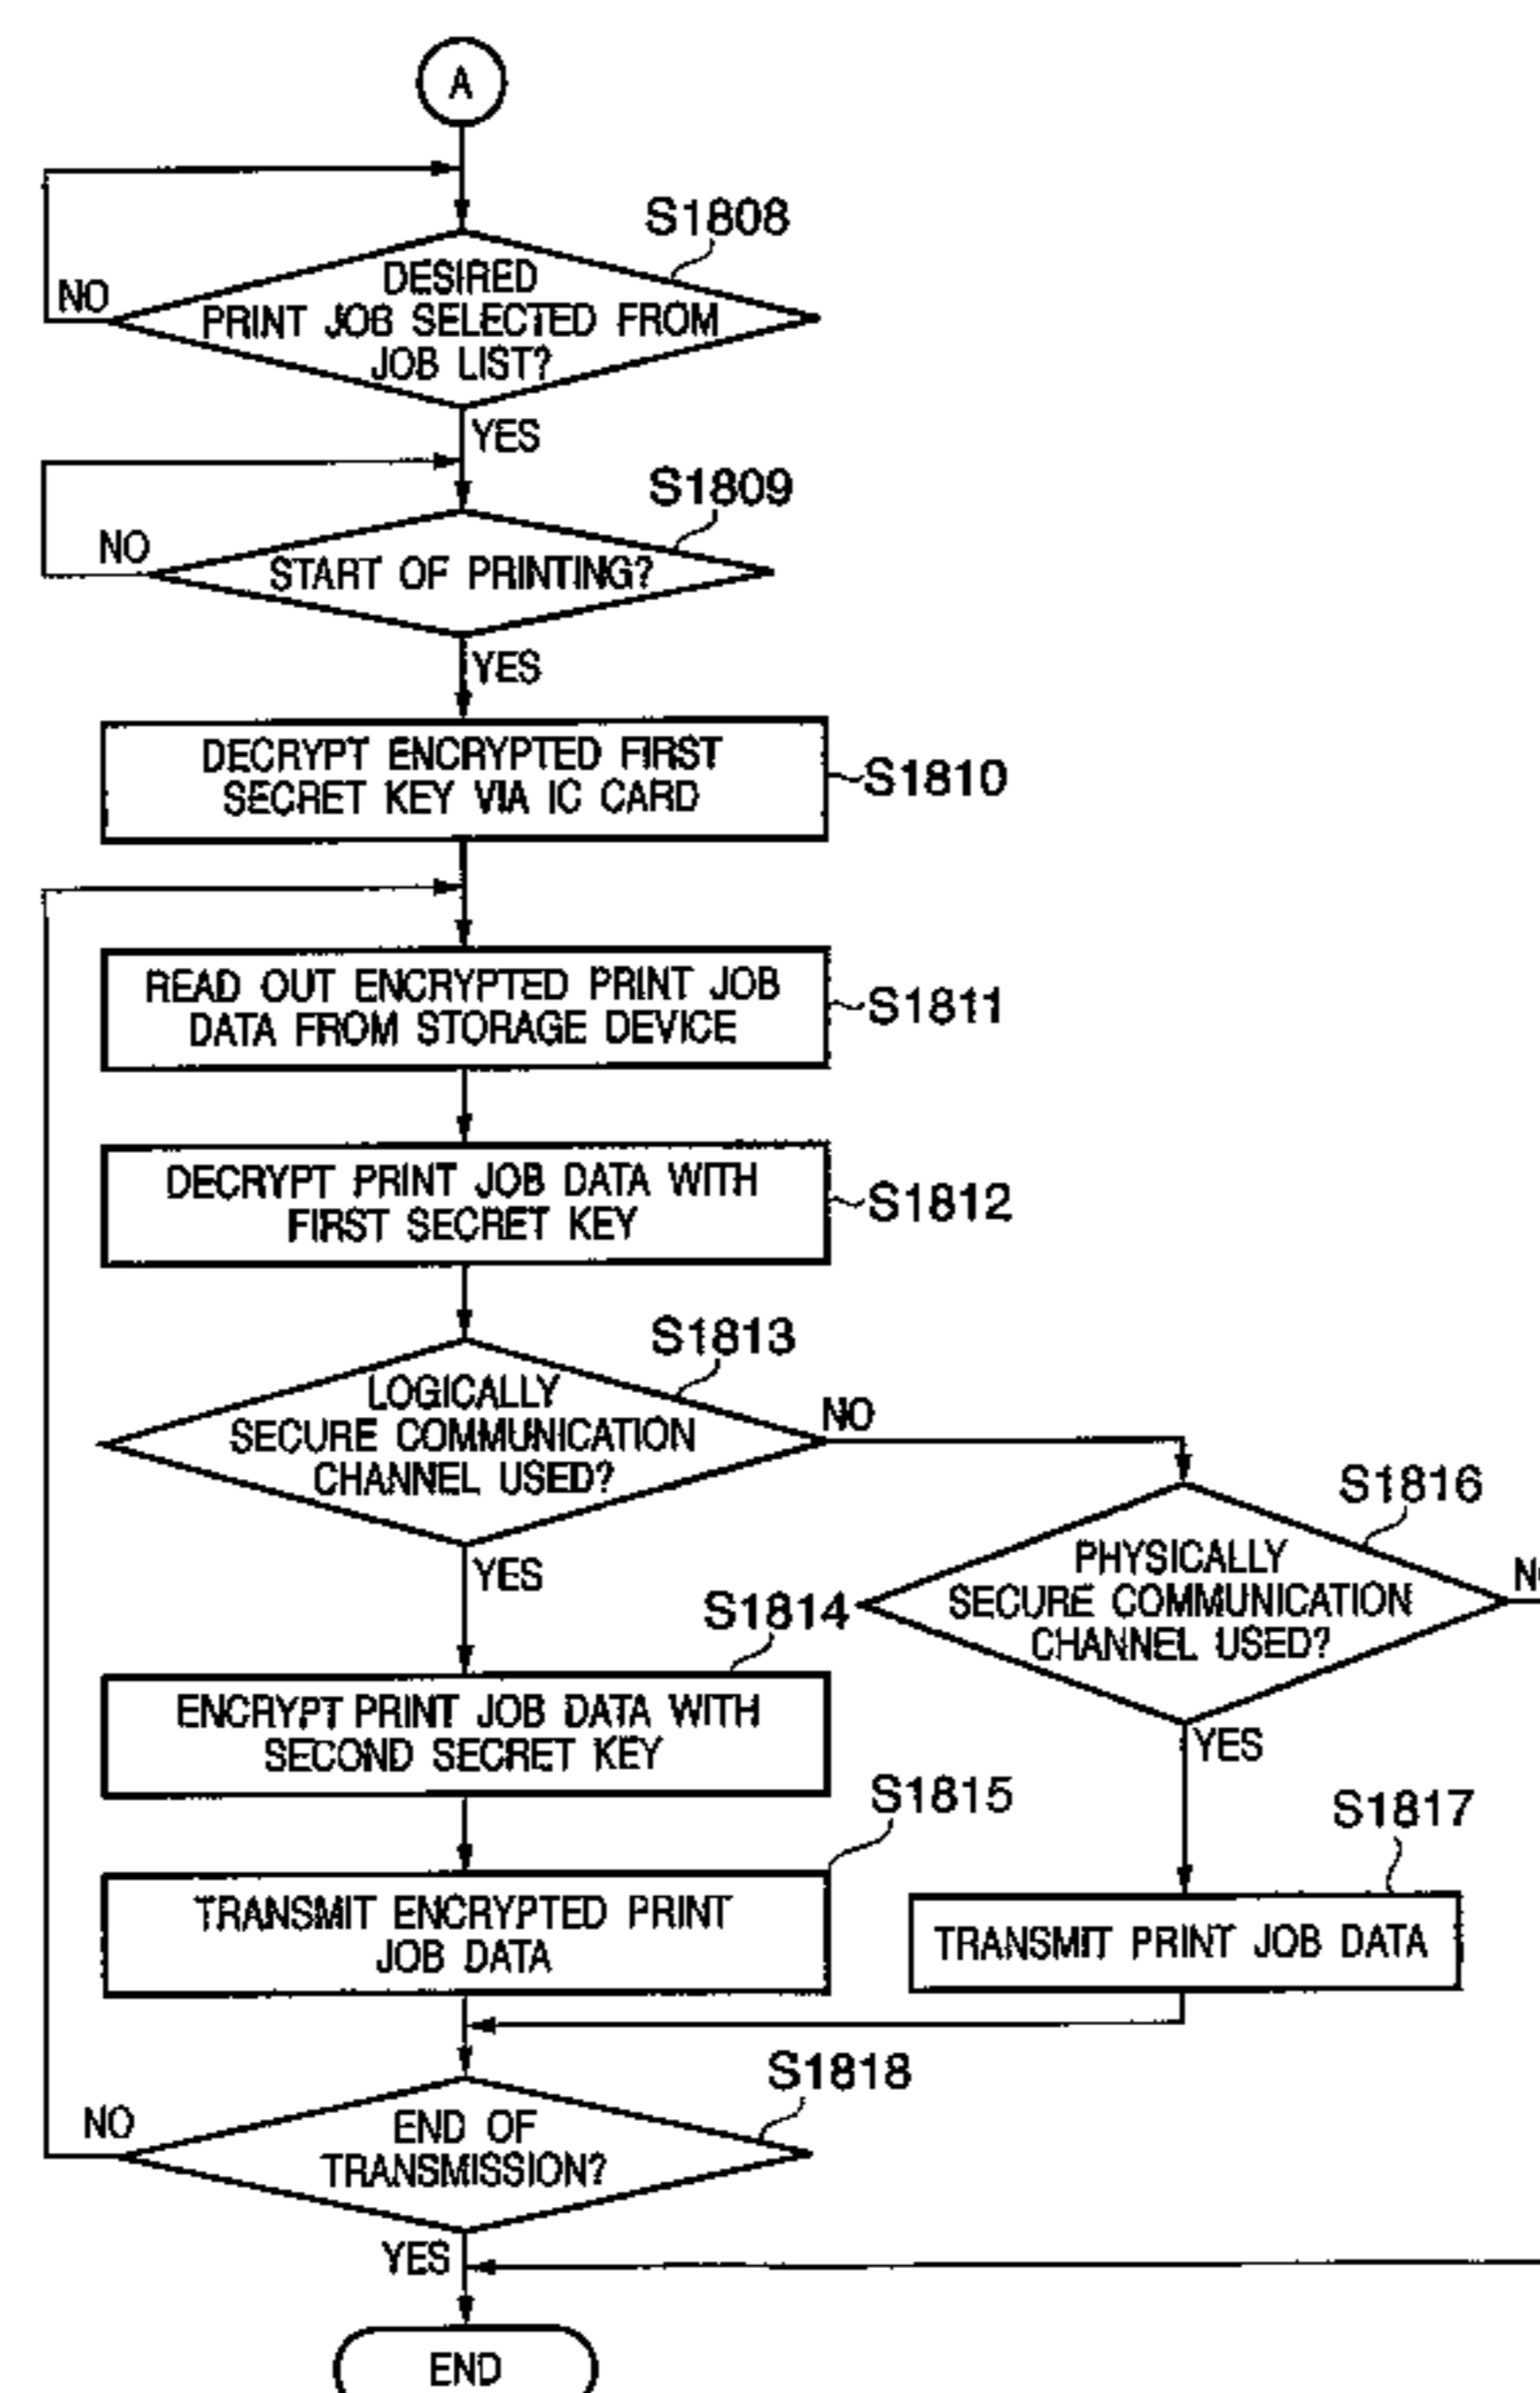 A
S1808
NO
DESIRED
PRINT JOB SELECTED FROM
JOB LIST?
YES
S1809
NO
START OF PRINTING?
YES
DECRYPT ENCRYPTED FIRST
SECRET KEY VIA IC CARD
S1810
READ OUT ENCRYPTED PRINT JOB
DATA FROM STORAGE DEVICE
S1811
DECRYPT PRINT JOB DATA WITH
FIRST SECRET KEY
S1812
S1813
LOGICALLY
SECURE COMMUNICATION
CHANNEL USED?
NO
YES
S1816
PHYSICALLY
SECURE COMMUNICATION
CHANNEL USED?
YES
S1814
ENCRYPT PRINT JOB DATA WITH
SECOND SECRET KEY
S1815
TRANSMIT ENCRYPTED PRINT
JOB DATA
S1817
TRANSMIT PRINT JOB DATA
S1818
NO
END OF
TRANSMISSION?
YES
END